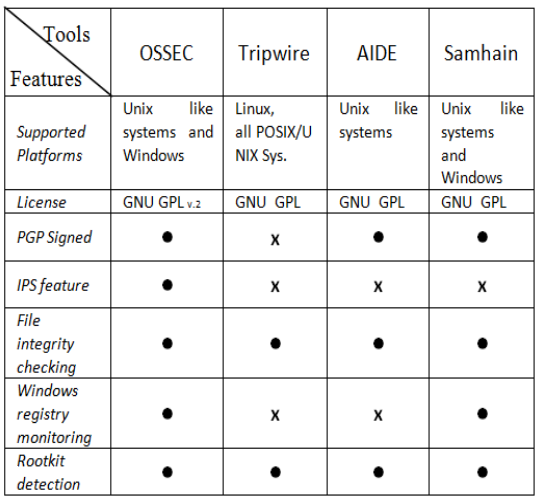 Tools
Features
OSSEC
Tripwire
AIDE
Samhain
Supported
Platforms
Unix like
systems and
Windows
Linux,
all POSIX/U
NIX Sys.
Unix like
systems
Unix like
systems
and
Windows
License
GNU GPL v.2
GNU GPL
GNU GPL
GNU GPL
PGP Signed
● x ● ●
IPS feature
● x x x
File
integrity
checking
● ● ● ●
Windows
registry
monitoring
● x x ●
Rootkit
detection
● ● ● ●